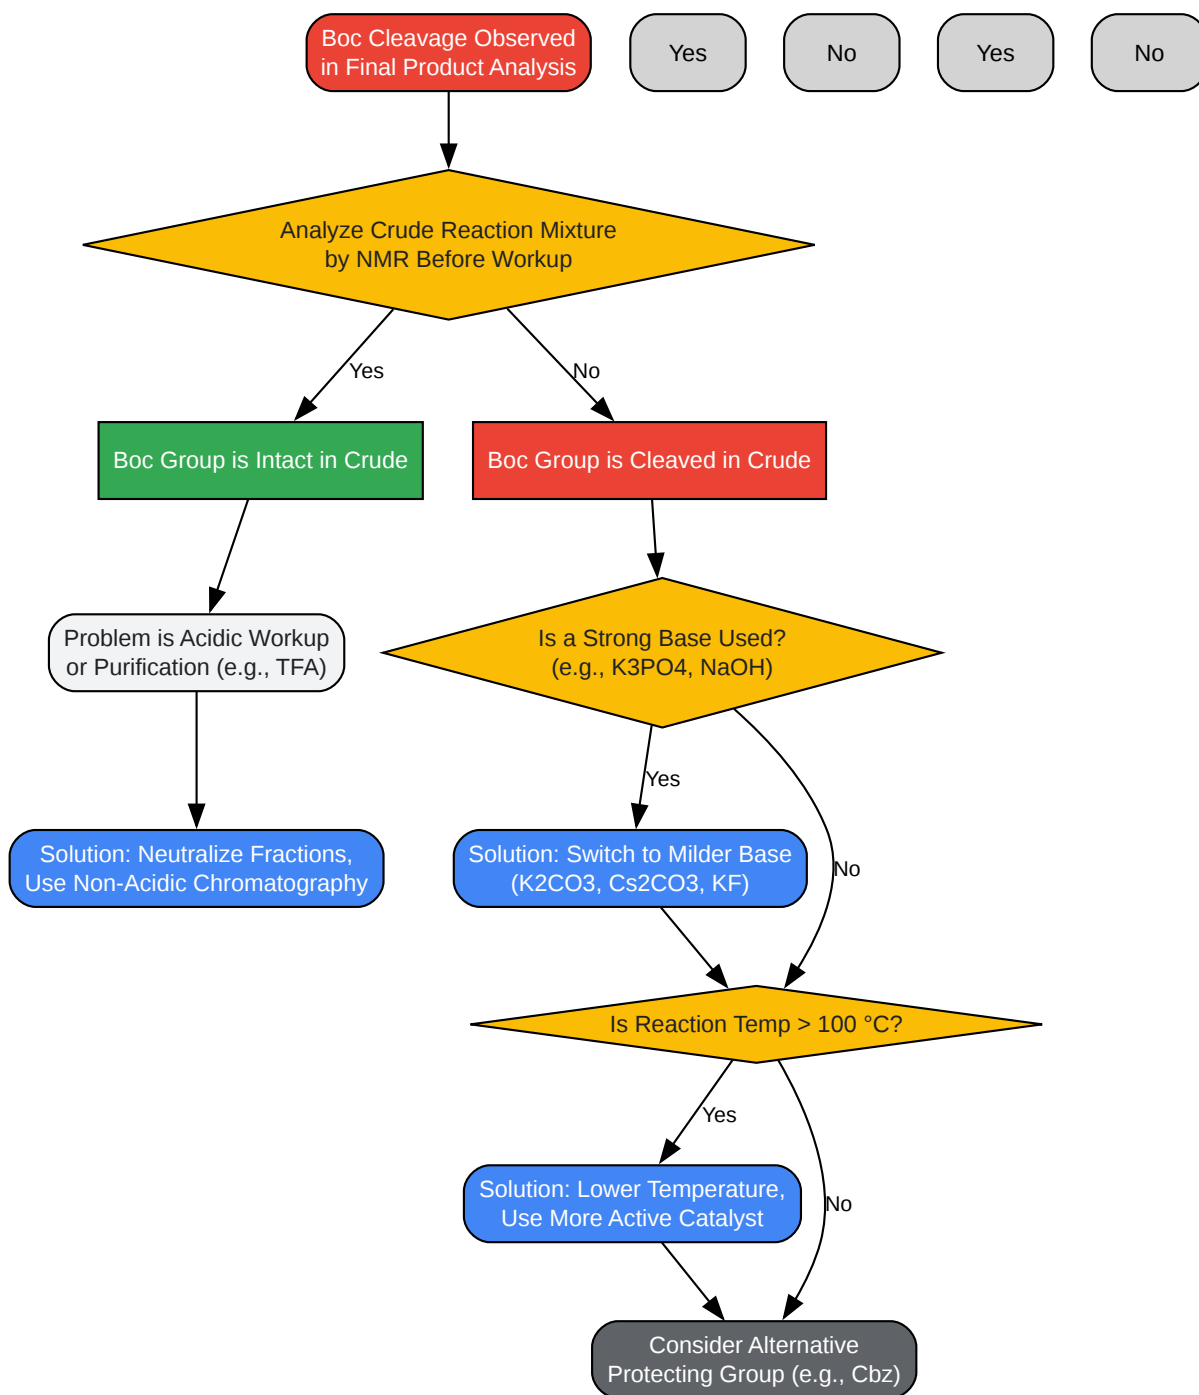 Boc Cleavage Observed
in Final Product Analysis
Yes
No
Yes
No
Analyze Crude Reaction Mixture
by NMR Before Workup
Yes
No
Boc Group is Intact in Crude
Boc Group is Cleaved in Crude
Problem is Acidic Workup
or Purification (e.g., TFA)
Is a Strong Base Used?
(e.g., K3PO4, NaOH)
Yes
No
Solution: Neutralize Fractions,
Use Non-Acidic Chromatography
Solution: Switch to Milder Base
(K2CO3, Cs2CO3, KF)
Is Reaction Temp > 100 °C?
Yes
No
Solution: Lower Temperature,
Use More Active Catalyst
Consider Alternative
Protecting Group (e.g., Cbz)